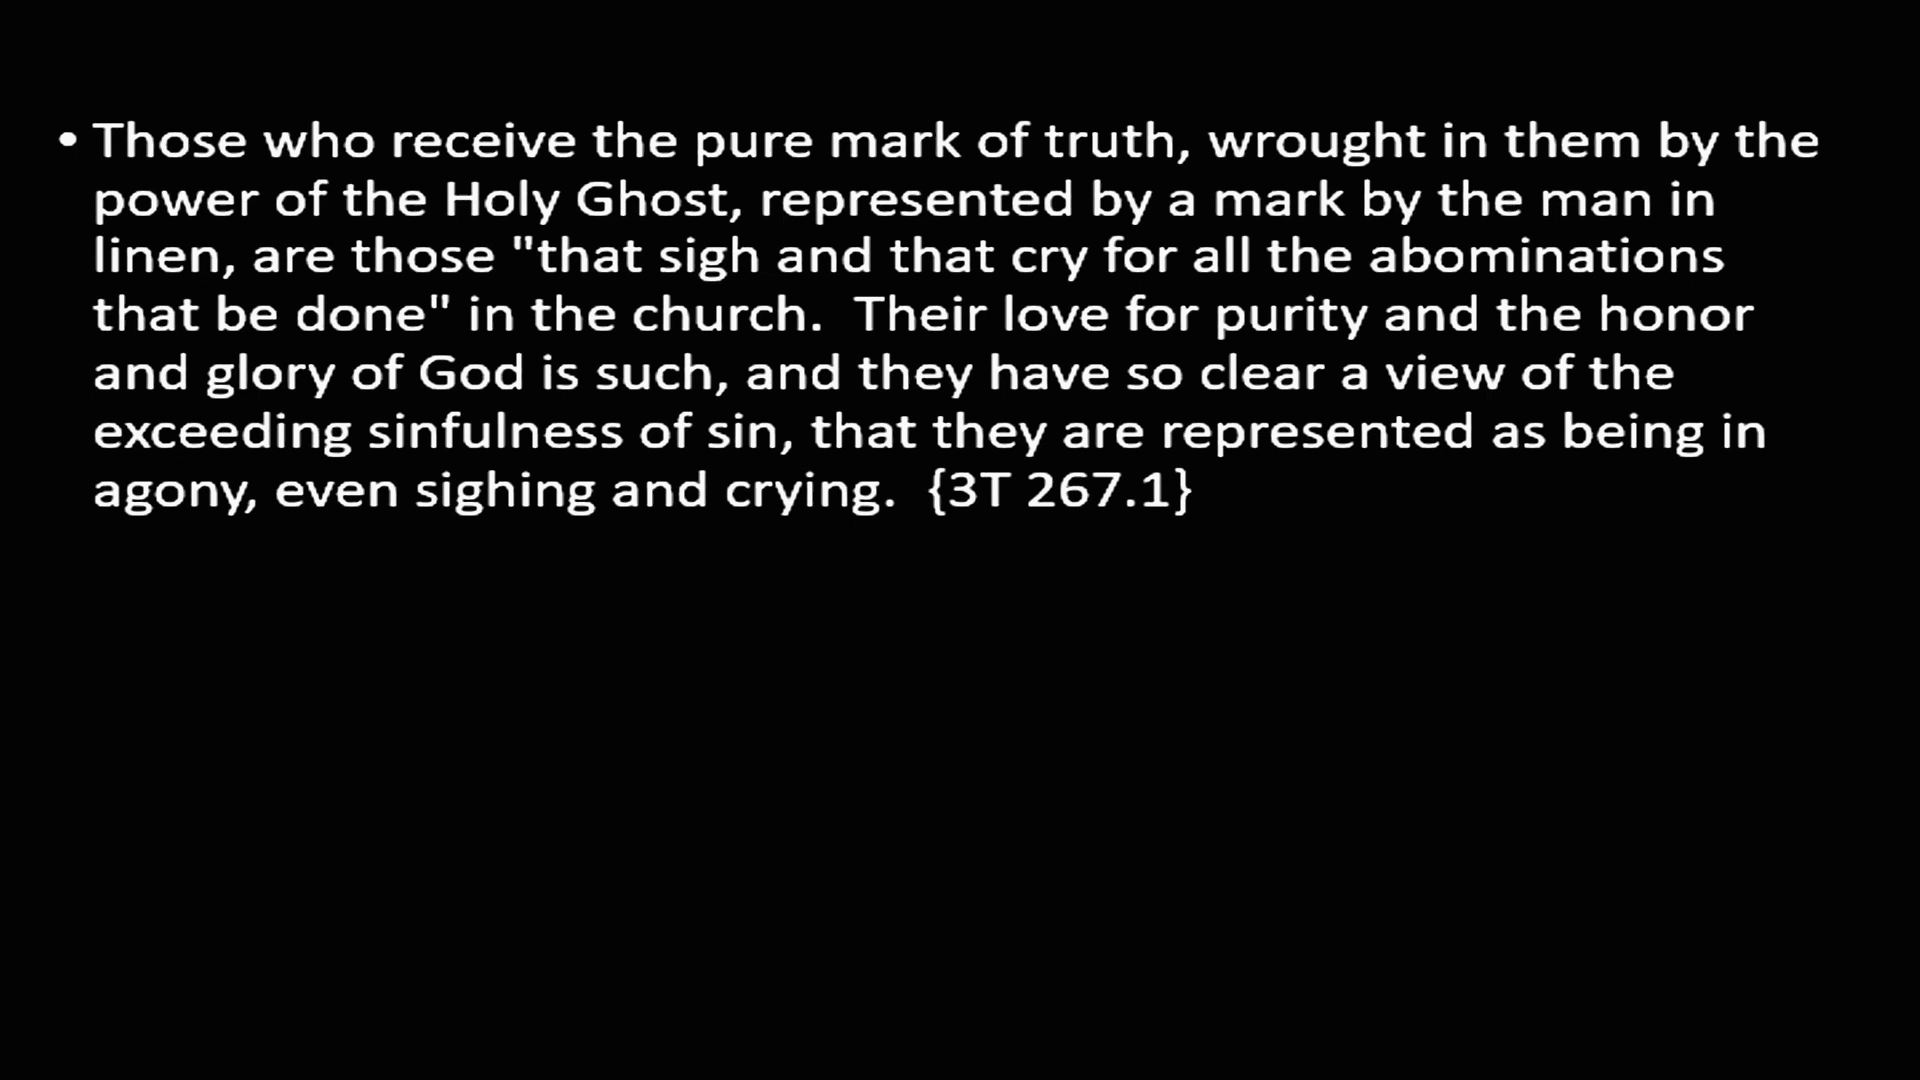 • Those who receive the pure mark of truth, wrought in them by the
power of the Holy Ghost, represented by a mark by the man in
linen, are those "that sigh and that cry for all the abominations
that be done" in the church.  Their love for purity and the honor
and glory of God is such, and they have so clear a view of the
exceeding sinfulness of sin, that they are represented as being in
agony, even sighing and crying.  {3T 267.1}